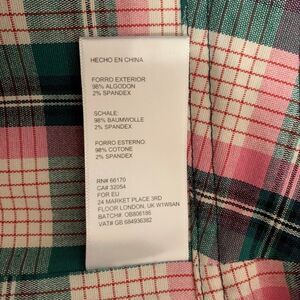 HECHO EN CHINA
FORRO EXTERIOR
98% ALGODON
2% SPANDEX
SCHALE:
98% BAUMWOLLE
2% SPANDEX
FORRO ESTERNO
98% COTONE
2% SPANDEX
RN# 66170
CA# 32054
FOR EU
24 MARKET PLACE 3RD
FLOOR LONDON, UK W1W8AN
BATCH#: OB806186
VAT# GB 684936382